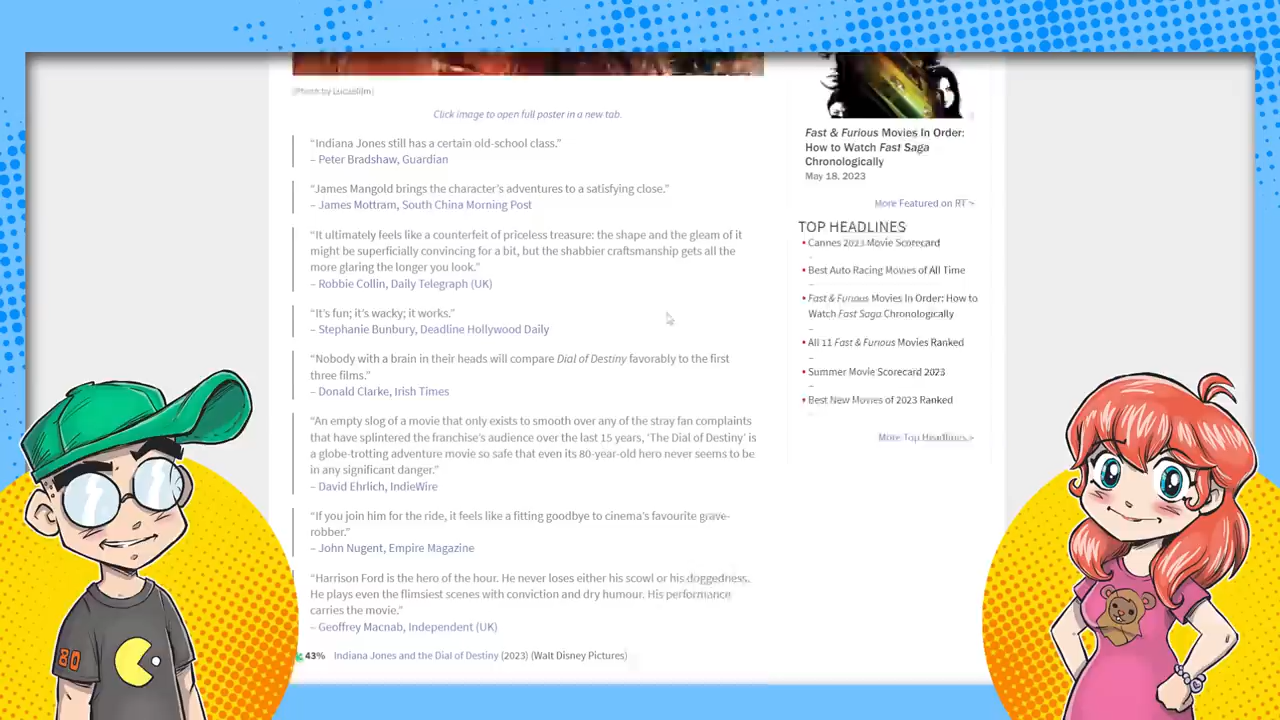 (Photo by Lucasfilm)
Click image to open full poster in a new tab.
“Indiana Jones still has a certain old-school class.”
– Peter Bradshaw, Guardian
“James Mangold brings the character’s adventures to a satisfying close.”
– James Mottram, South China Morning Post
“It ultimately feels like a counterfeit of priceless treasure: the shape and the gleam of it
might be superficially convincing for a bit, but the shabbier craftsmanship gets all the
more glaring the longer you look.”
– Robbie Collin, Daily Telegraph (UK)
“It’s fun; it’s wacky; it works.”
– Stephanie Bunbury, Deadline Hollywood Daily
“Nobody with a brain in their heads will compare Dial of Destiny favorably to the first
three films.”
– Donald Clarke, Irish Times
“An empty slog of a movie that only exists to smooth over any of the stray fan complaints
that have splintered the franchise’s audience over the last 15 years, ‘The Dial of Destiny’ is
a globe-trotting adventure movie so safe that even its 80-year-old hero never seems to be
in any significant danger.”
– David Ehrlich, IndieWire
“If you join him for the ride, it feels like a fitting goodbye to cinema’s favourite grave-
robber.”
– John Nugent, Empire Magazine
“Harrison Ford is the hero of the hour. He never loses either his scowl or his doggedness.
He plays even the flimsiest scenes with conviction and dry humour. His performance
carries the movie.”
– Geoffrey Macnab, Independent (UK)
43% Indiana Jones and the Dial of Destiny (2023) (Walt Disney Pictures)
Fast & Furious Movies In Order:
How to Watch Fast Saga
Chronologically
May 18, 2023
More Featured on RT >
TOP HEADLINES
• Cannes 2023 Movie Scorecard
–
• Best Auto Racing Movies of All Time
–
• Fast & Furious Movies In Order: How to
Watch Fast Saga Chronologically
–
• All 11 Fast & Furious Movies Ranked
–
• Summer Movie Scorecard 2023
–
• Best New Movies of 2023 Ranked
More Top Headlines >
80